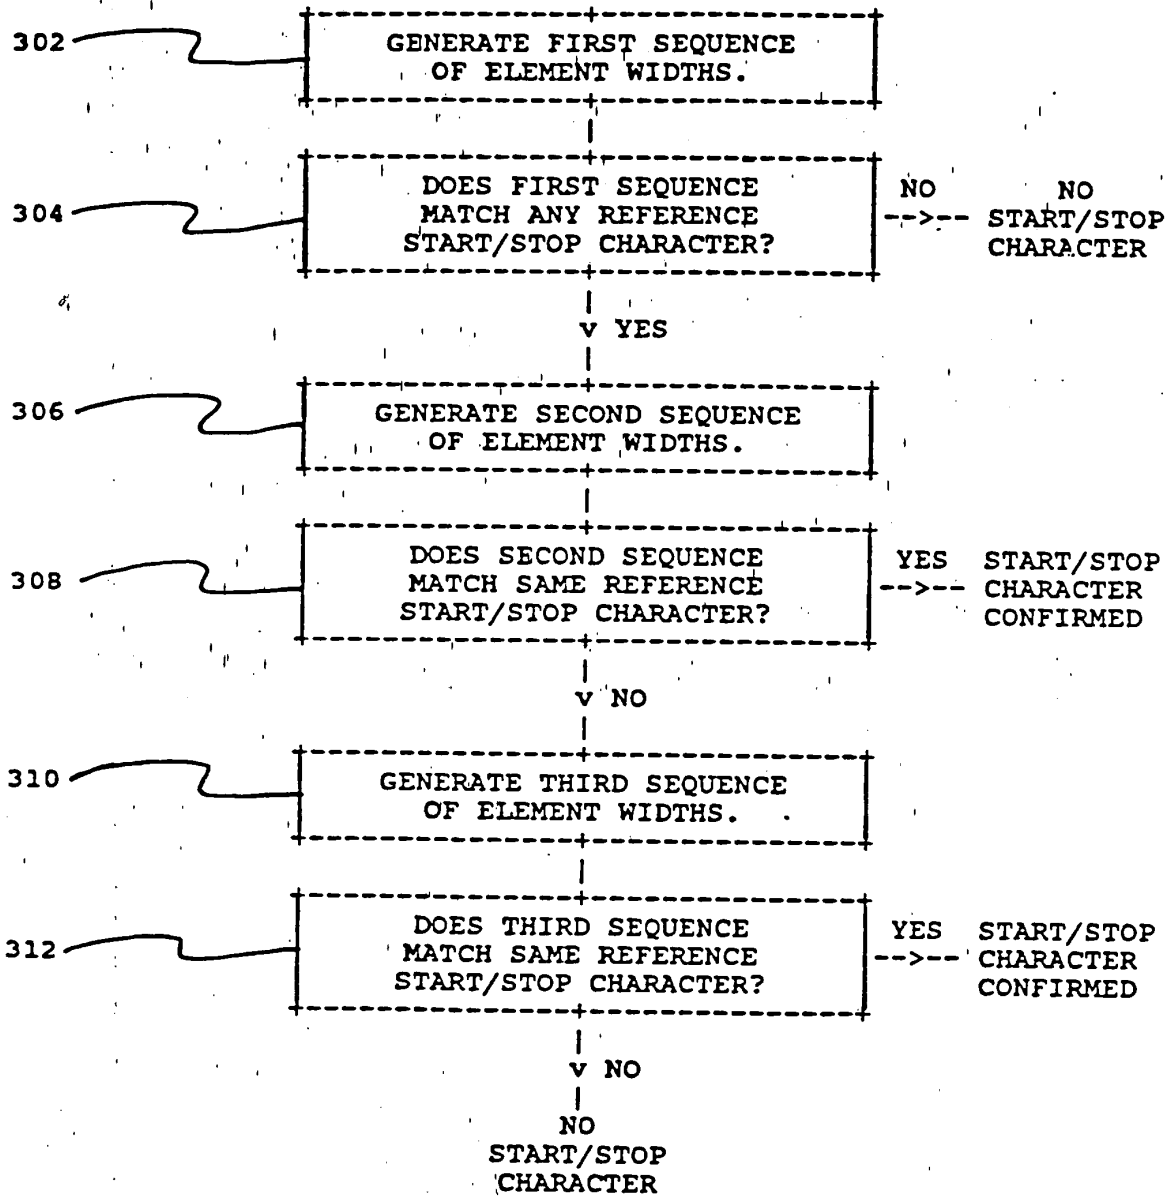 302
GENERATE FIRST SEQUENCE
OF ELEMENT WIDTHS.
304
DOES FIRST SEQUENCE
MATCH ANY REFERENCE
START/STOP CHARACTER?
NO
-->--
NO
START/STOP
CHARACTER
v YES
306
GENERATE SECOND SEQUENCE
OF ELEMENT WIDTHS.
308
DOES SECOND SEQUENCE
MATCH SAME REFERENCE
START/STOP CHARACTER?
YES
-->--
START/STOP
CHARACTER
CONFIRMED
v NO
310
GENERATE THIRD SEQUENCE
OF ELEMENT WIDTHS.
312
DOES THIRD SEQUENCE
MATCH SAME REFERENCE
START/STOP CHARACTER?
YES
-->--
START/STOP
CHARACTER
CONFIRMED
v NO
NO
START/STOP
CHARACTER